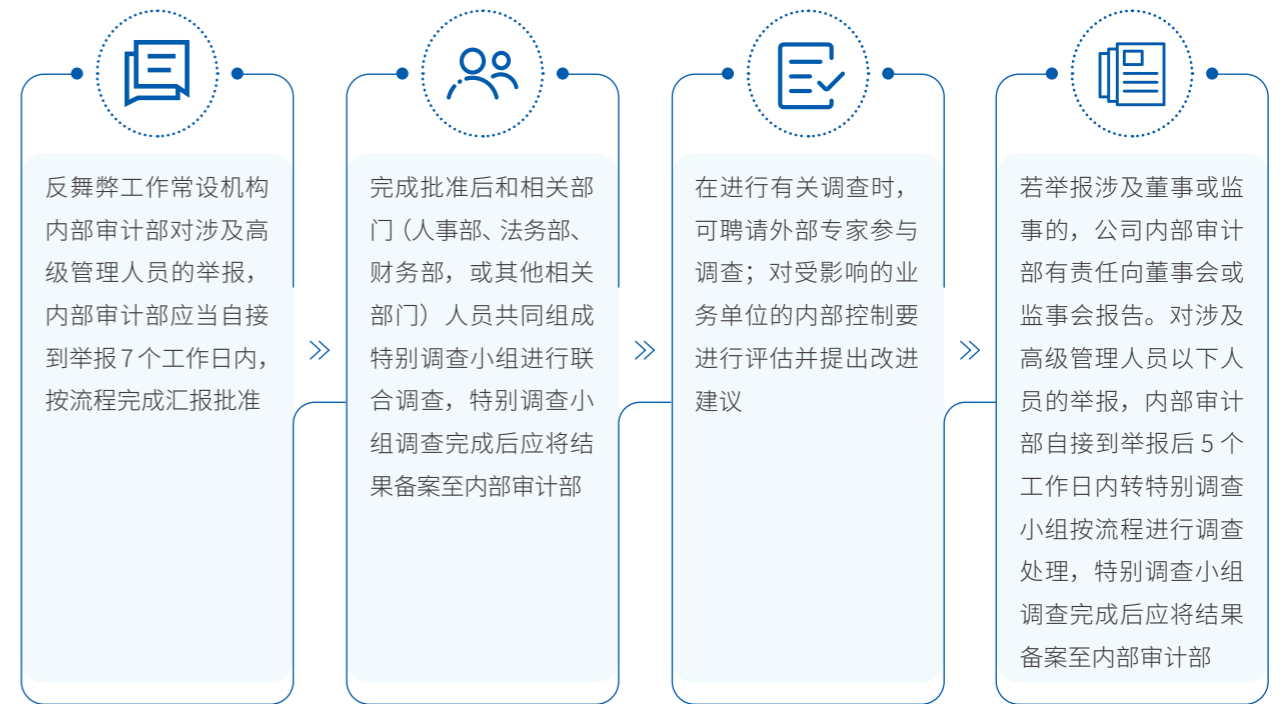 反舞弊工作常设机构
内部审计部对涉及高
级管理人员的举报，
内部审计部应当自接
到举报7个工作日内，
按流程完成汇报批准
完成批准后和相关部
门（人事部、法务部、
财务部，或其他相关
部门）人员共同组成
特别调查小组进行联
合调查，特别调查小
组调查完成后应将结
果备案至内部审计部
在进行有关调查时，
可聘请外部专家参与
调查；对受影响的业
务单位的内部控制要
进行评估并提出改进
建议
若举报涉及董事或监
事的，公司内部审计
部有责任向董事会或
监事会报告。对涉及
高级管理人员以下人
员的举报，内部审计
部自接到举报后 5 个
工作日内转特别调查
小组按流程进行调查
处理，特别调查小组
调查完成后应将结果
备案至内部审计部